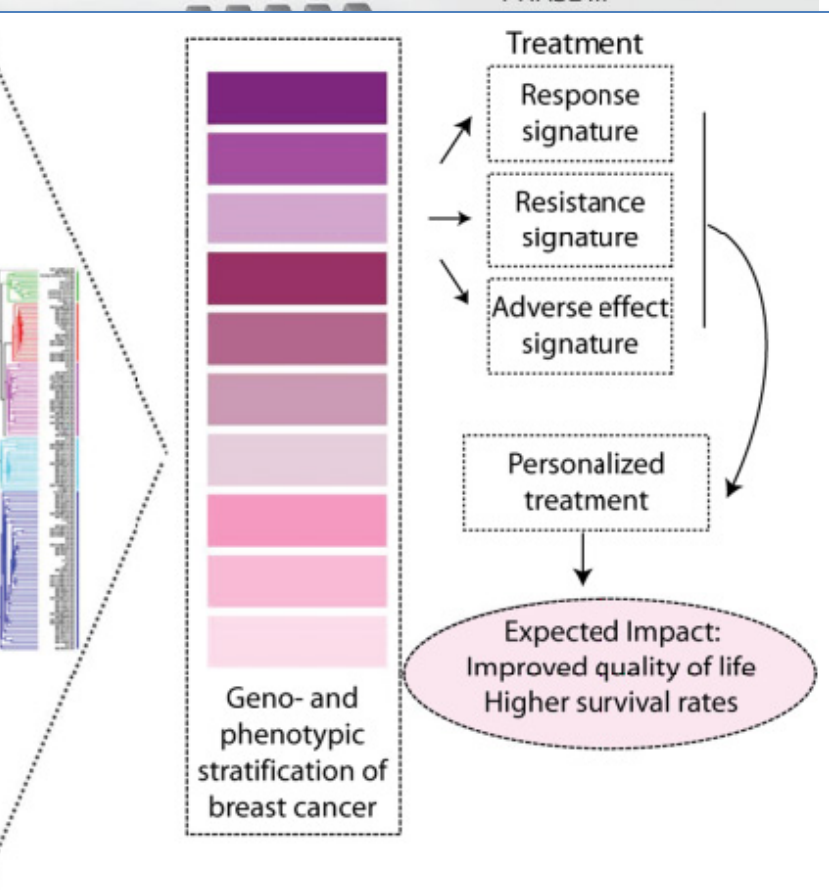 Treatment
Response
signature
Resistance
signature
Adverse effect
signature
Personalized
treatment
Expected Impact:
Improved quality of life
Higher survival rates
Geno- and
phenotypic
stratification of
breast cancer